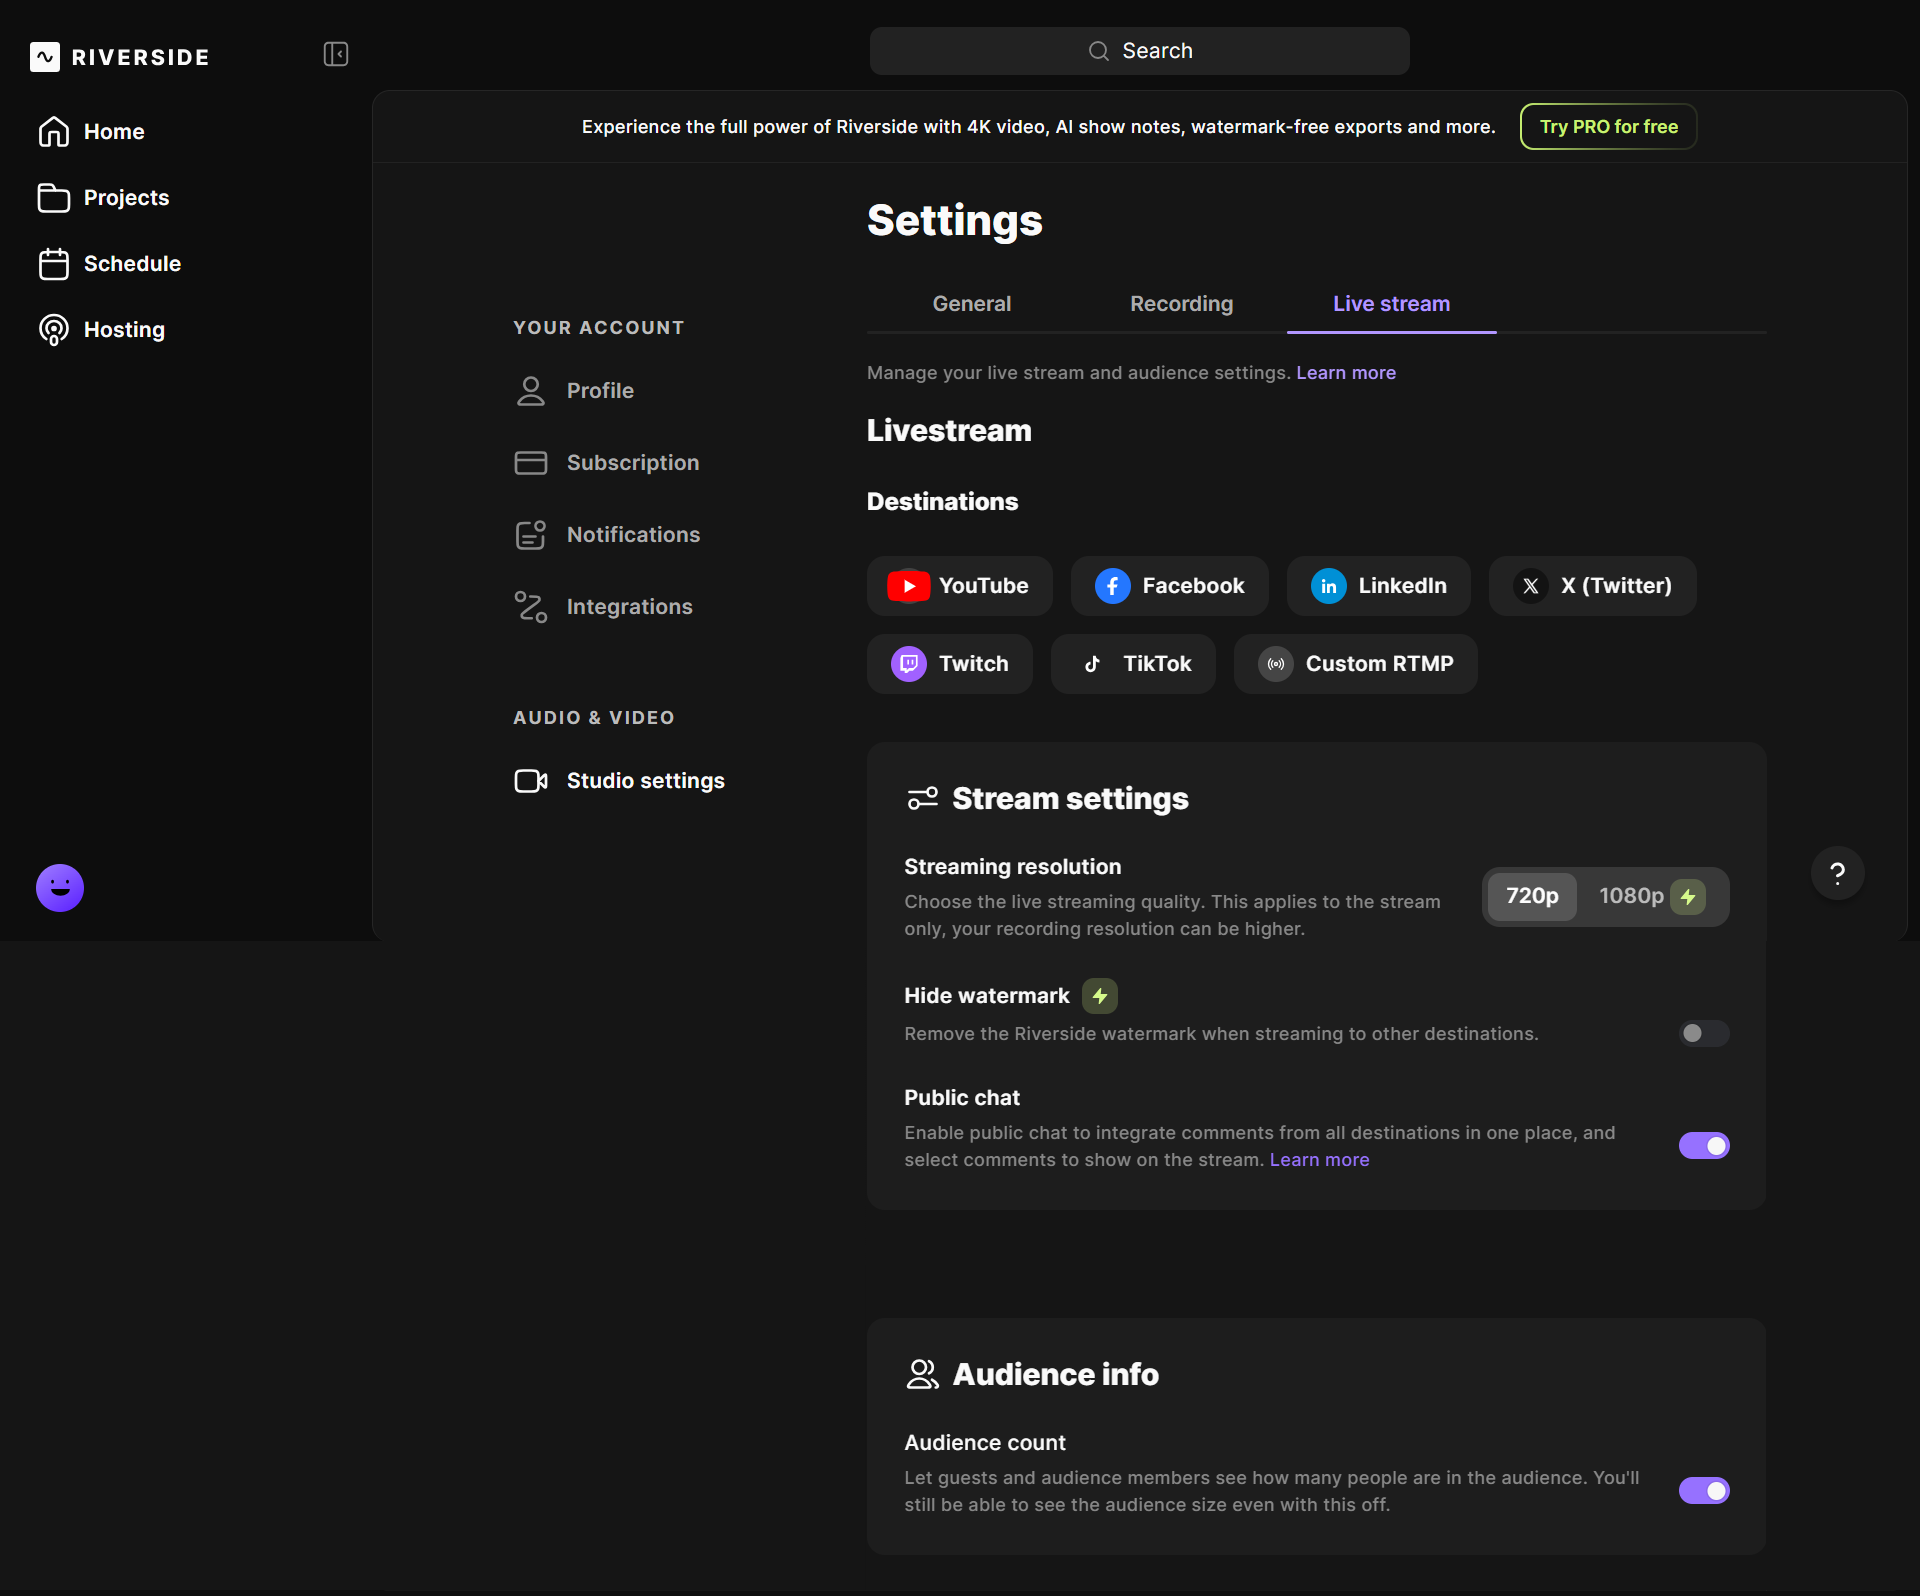 RIVERSIDE
Search
Home
Projects
Schedule
Hosting
Experience the full power of Riverside with 4K video, AI show notes, watermark-free exports and more.
Try PRO for free
Settings
General
Recording
Live stream
YOUR ACCOUNT
Profile
Subscription
Notifications
Integrations
AUDIO & VIDEO
Studio settings
Manage your live stream and audience settings. Learn more
Livestream
Destinations
YouTube
Facebook
LinkedIn
X (Twitter)
Twitch
TikTok
Custom RTMP
Stream settings
Streaming resolution
Choose the live streaming quality. This applies to the stream
only, your recording resolution can be higher.
720p
1080p
Hide watermark
Remove the Riverside watermark when streaming to other destinations.
Public chat
Enable public chat to integrate comments from all destinations in one place, and
select comments to show on the stream. Learn more
Audience info
Audience count
Let guests and audience members see how many people are in the audience. You'll
still be able to see the audience size even with this off.
?